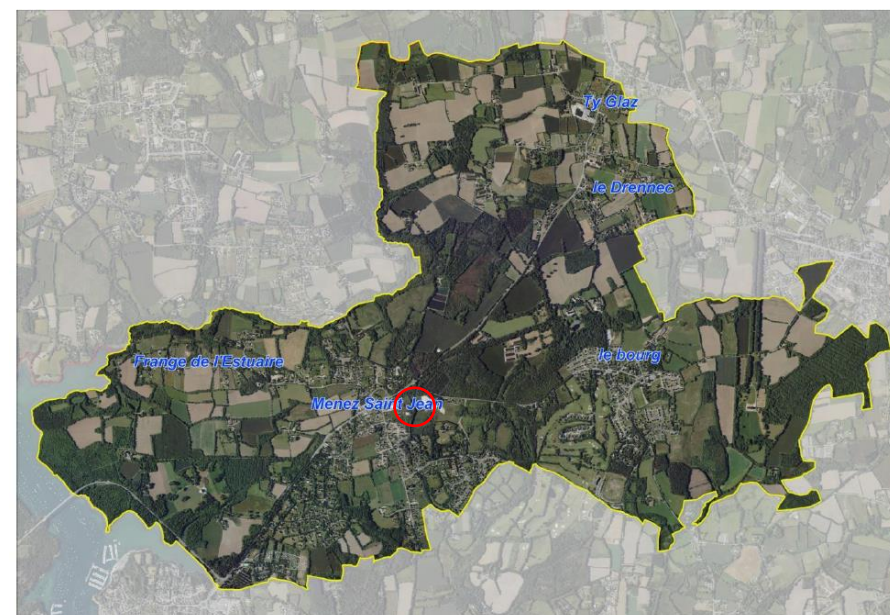 Ty Glaz
le Drennec
Frange de l'Estuaire
le bourg
Menez Saint Jean